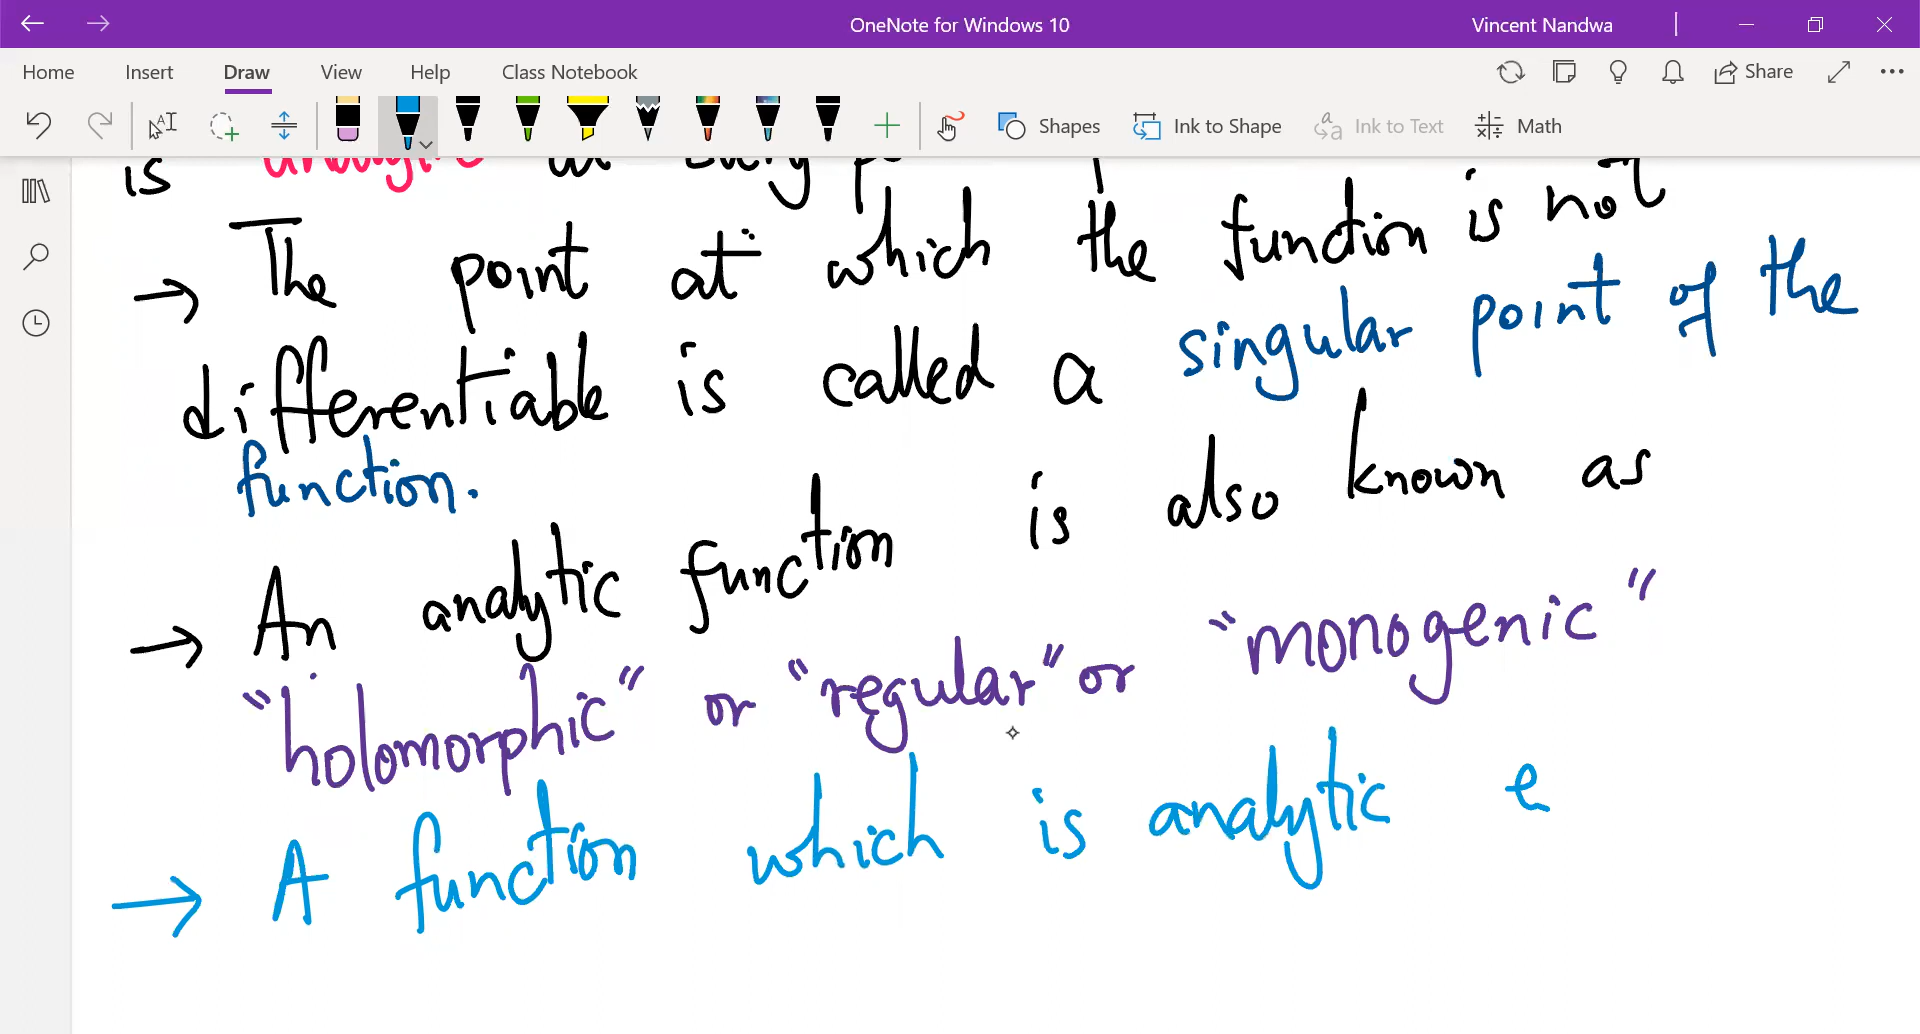 OneNote for Windows 10
Vincent Nandwa
Home Insert Draw View Help Class Notebook
Share
Shapes Ink to Shape Ink to Text Math
is
→ The point at which the function is not
differentiable is called a singular point of the
function.
→ An analytic function is also known as
"holomorphic" or "regular" or "monogenic"
→ A function which is analytic e